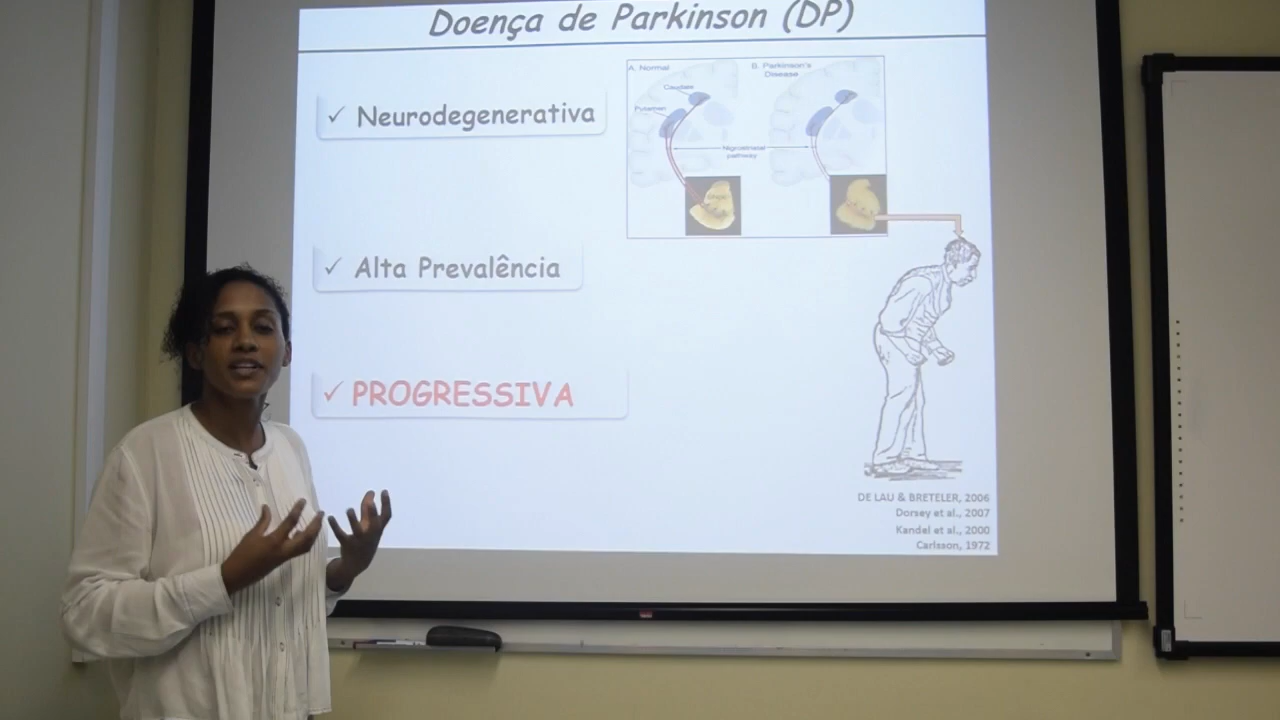 Doença de Parkinson (DP)
✓ Neurodegenerativa
A. Normal
B. Parkinson's
Disease
Caudate
Putamen
Nigrostriatal
pathway
✓ Alta Prevalência
✓ PROGRESSIVA
DE LAU & BRETELER, 2006
Dorsey et al., 2007
Kandel et al., 2000
Carlsson, 1972